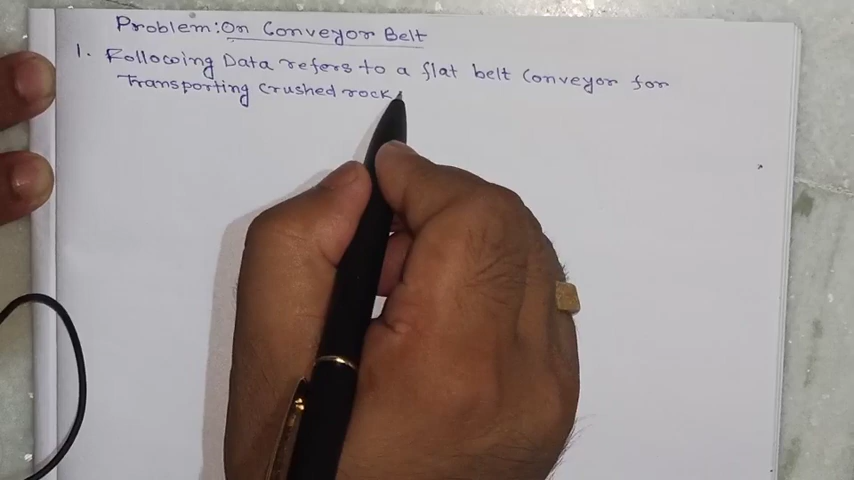 Problem: On Conveyor Belt
1. Following Data refers to a flat belt Conveyor for
Transporting Crushed rock